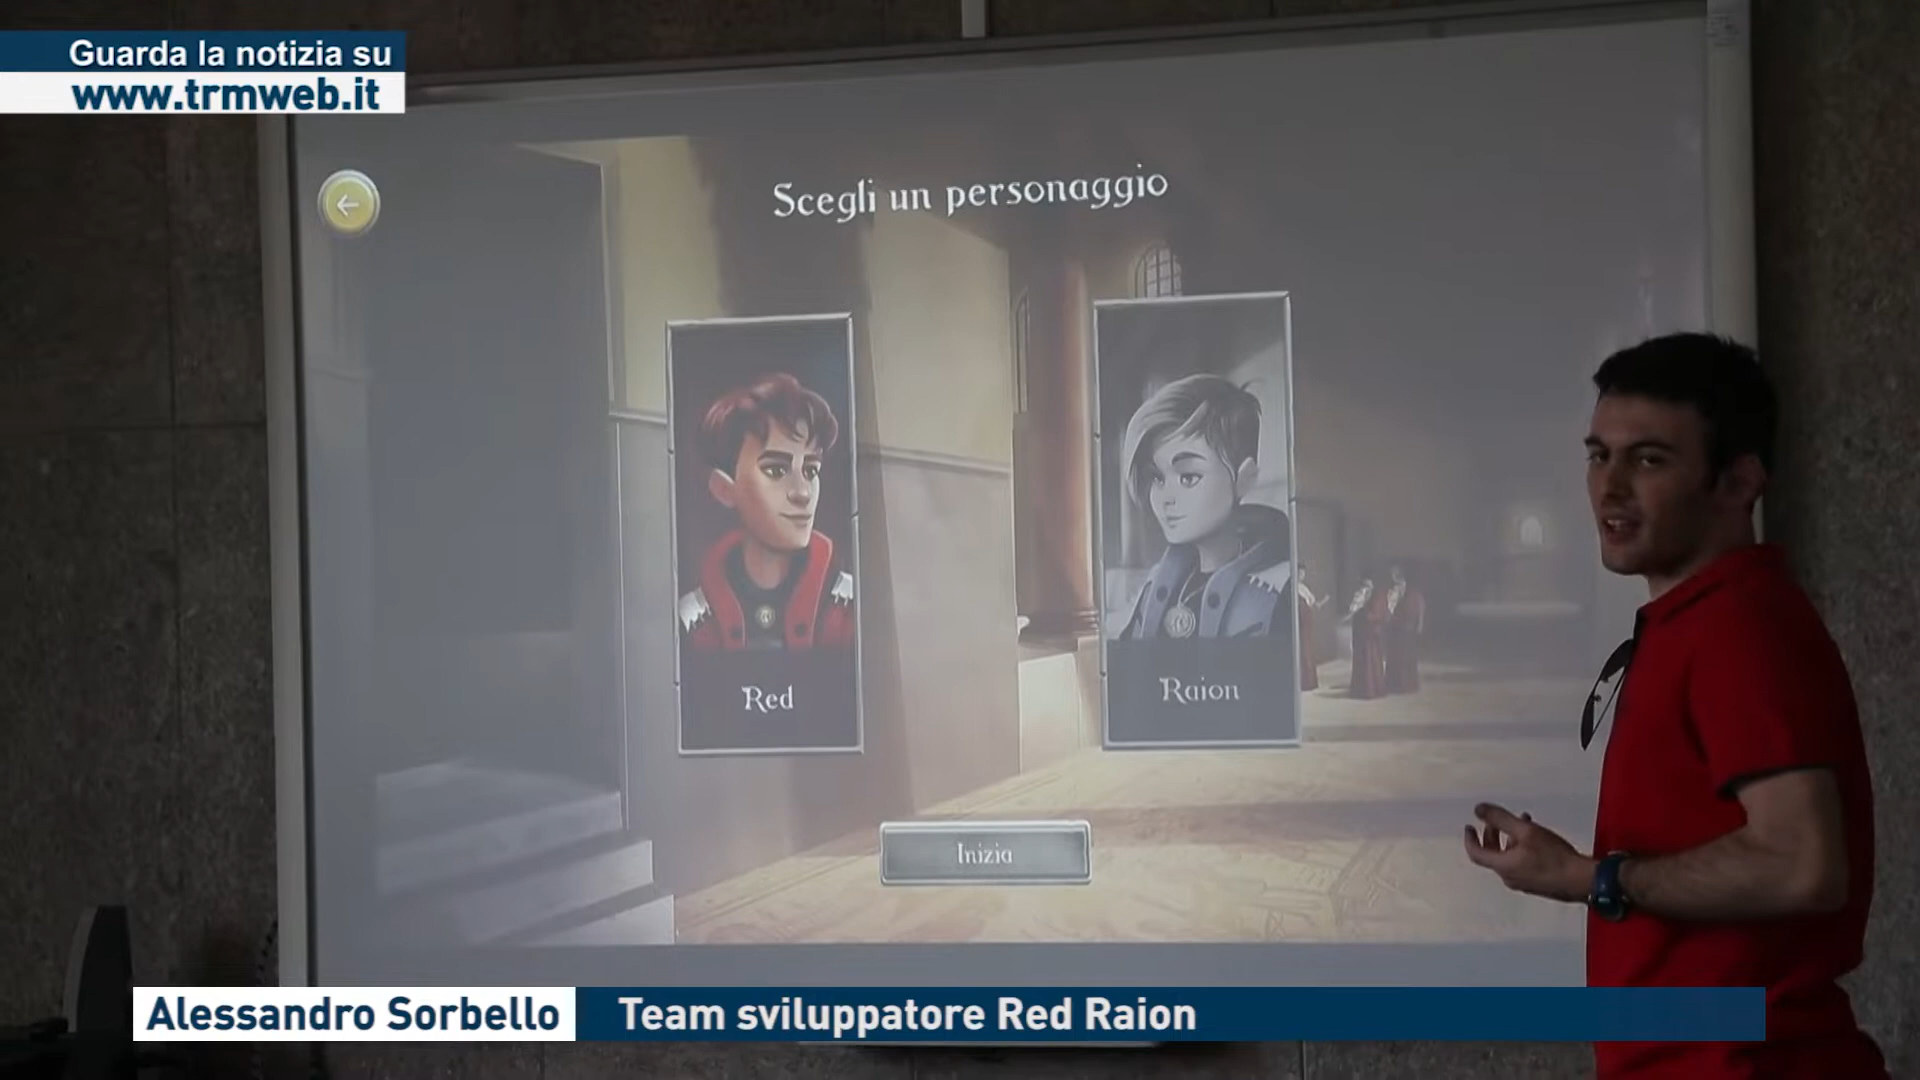 Guarda la notizia su
www.trmweb.it
Scegli un personaggio
Red
Raion
Inizia
Alessandro Sorbello
Team sviluppatore Red Raion